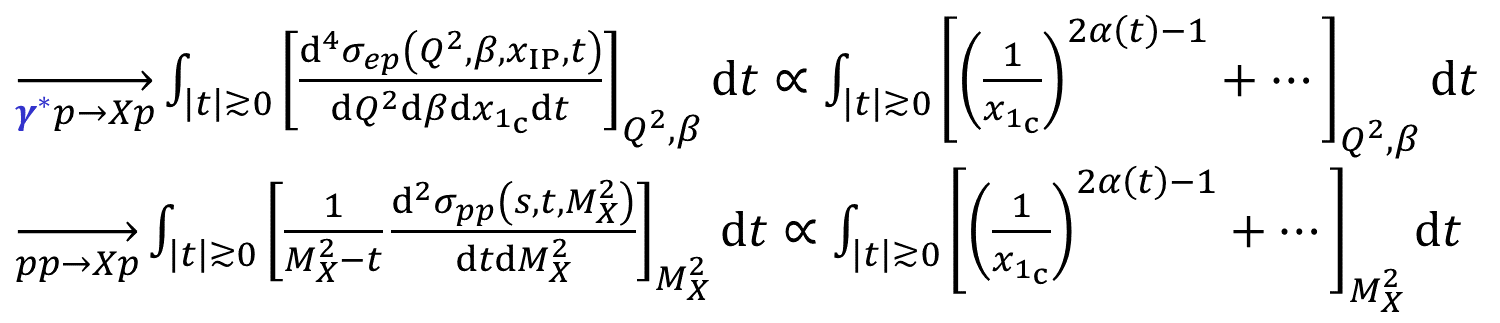 $\xrightarrow[\gamma^* p \to Xp]{} \int_{|t| \gtrsim 0} \left[ \frac{\mathrm{d}^4 \sigma_{ep}(Q^2, \beta, x_{\mathrm{IP}}, t)}{\mathrm{d}Q^2 \mathrm{d}\beta \mathrm{d}x_{1_\mathrm{c}} \mathrm{d}t} \right]_{Q^2, \beta} \mathrm{d}t \propto \int_{|t| \gtrsim 0} \left[ \left( \frac{1}{x_{1_\mathrm{c}}} \right)^{2\alpha(t)-1} + \cdots \right]_{Q^2, \beta} \mathrm{d}t$
$\xrightarrow[pp \to Xp]{} \int_{|t| \gtrsim 0} \left[ \frac{1}{M_X^2 - t} \frac{\mathrm{d}^2 \sigma_{pp}(s, t, M_X^2)}{\mathrm{d}t \mathrm{d}M_X^2} \right]_{M_X^2} \mathrm{d}t \propto \int_{|t| \gtrsim 0} \left[ \left( \frac{1}{x_{1_\mathrm{c}}} \right)^{2\alpha(t)-1} + \cdots \right]_{M_X^2} \mathrm{d}t$